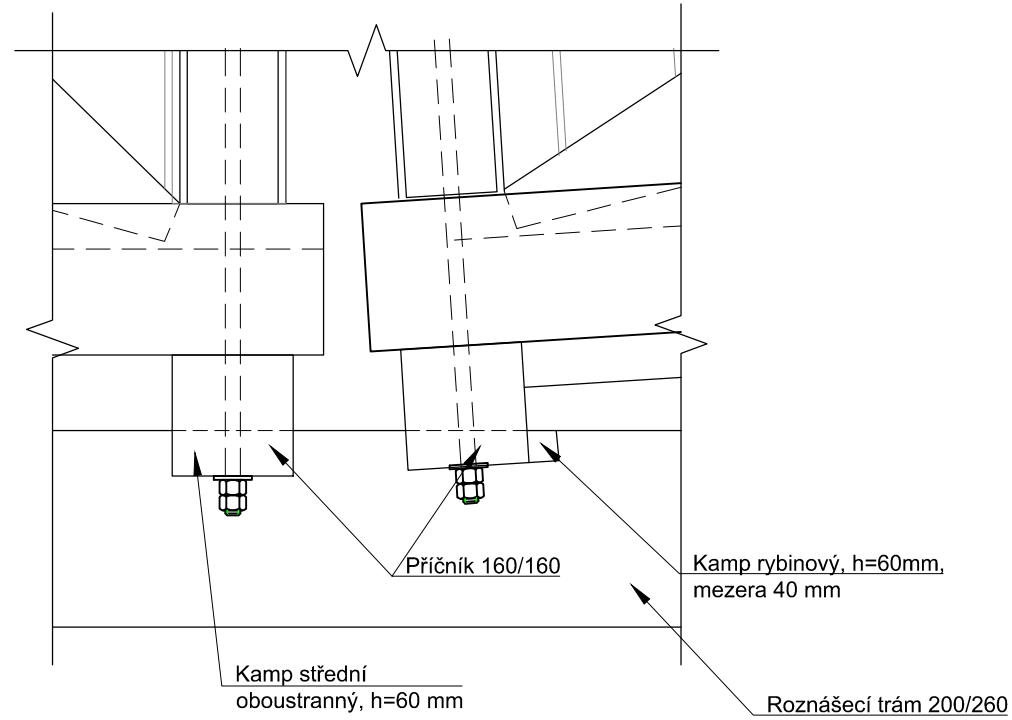 Příčník 160/160
Kamp rybinový, h=60mm,
mezera 40 mm
Kamp střední
oboustranný, h=60 mm
Roznášecí trám 200/260